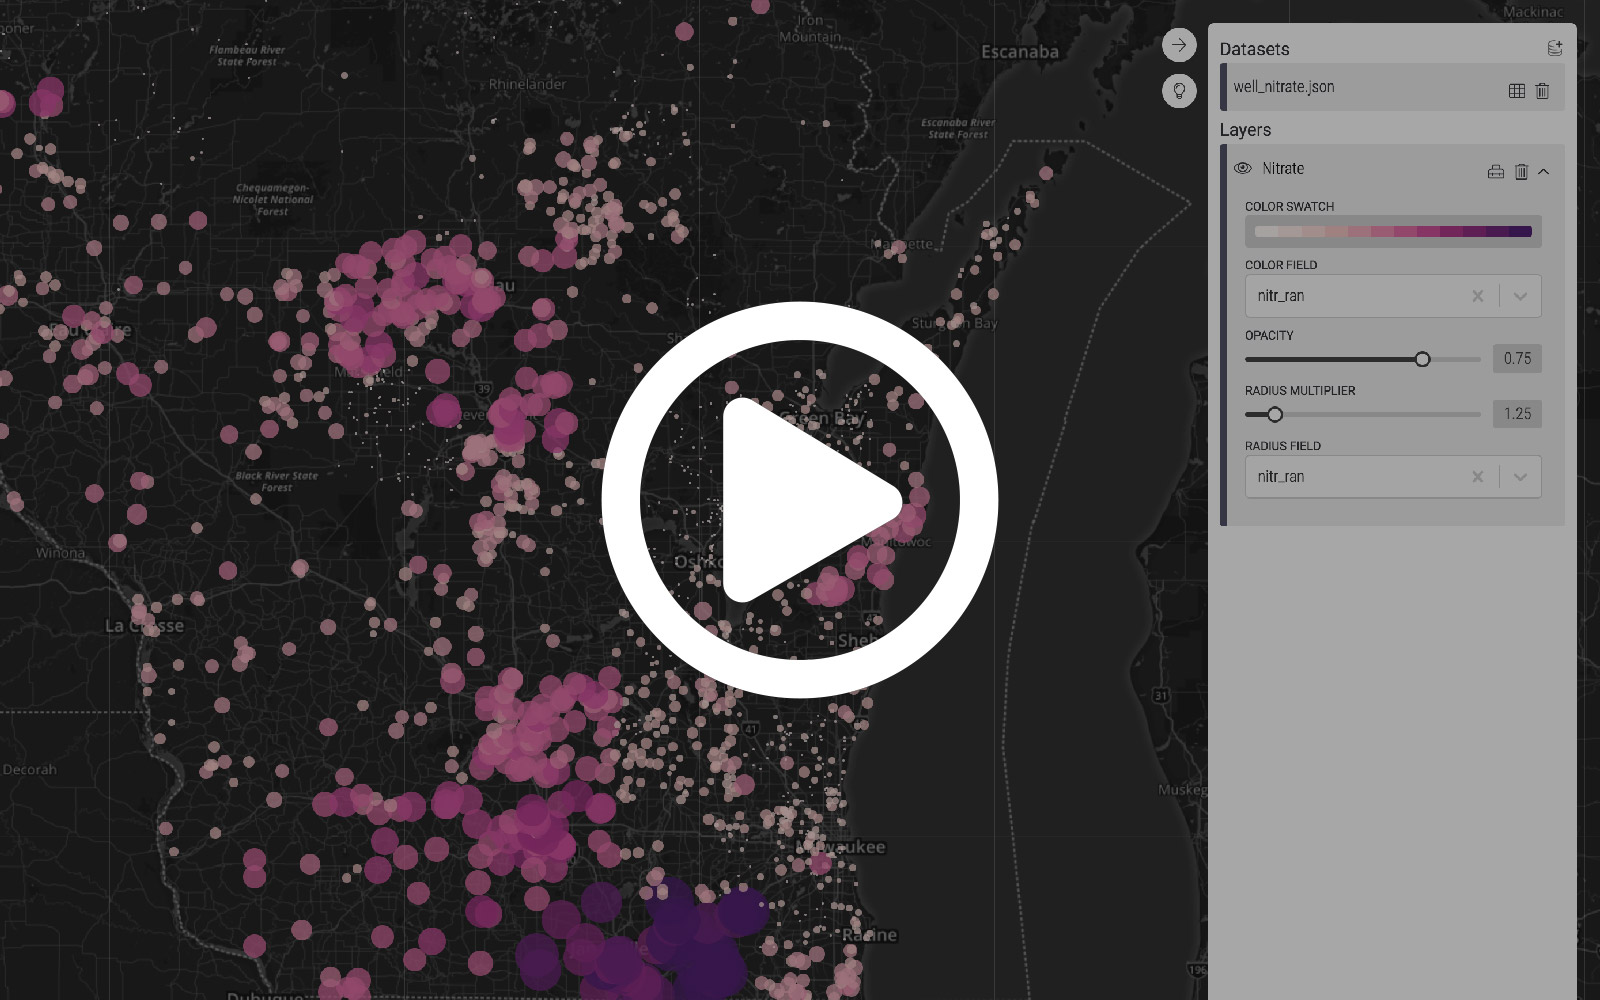 Mackinac
Iron
Mountain
Escanaba
Flambeau River
State Forest
Rhinelander
Escanaba River
State Forest
Chequamegon-
Nicolet National
Forest
Sturgeon Bay
39
Green Bay
Black River State
Forest
Winona
La Crosse
41
31
Decorah
Muskeg
Milwaukee
Racine
196
Dubuque
Datasets
well_nitrate.json
Layers
Nitrate
COLOR SWATCH
COLOR FIELD
nitr_ran
OPACITY
0.75
RADIUS MULTIPLIER
1.25
RADIUS FIELD
nitr_ran